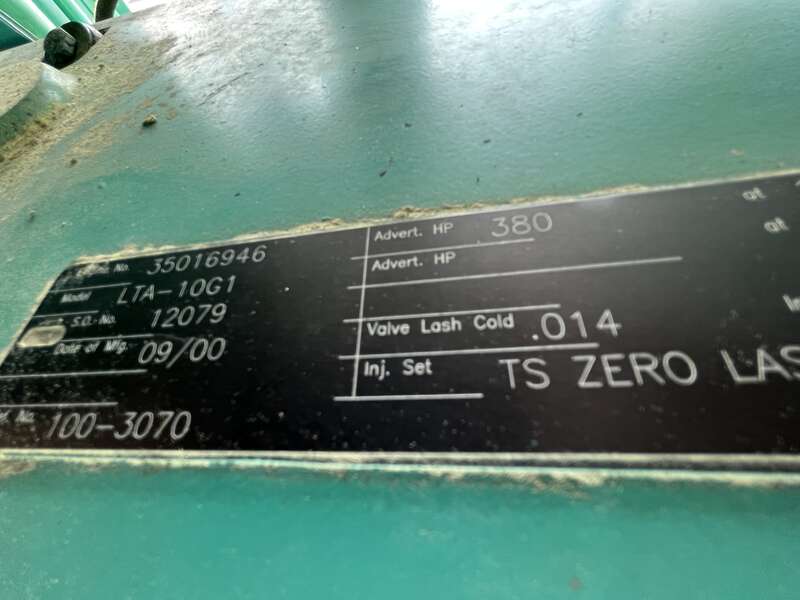 No. 35016946
Model LTA-10G1
S.O.-No. 12079
Date of Mfg. 09/00
No. 100-3070
Advert. HP 380 at
Advert. HP at
Valve Lash Cold .014
Inj. Set TS ZERO LAS